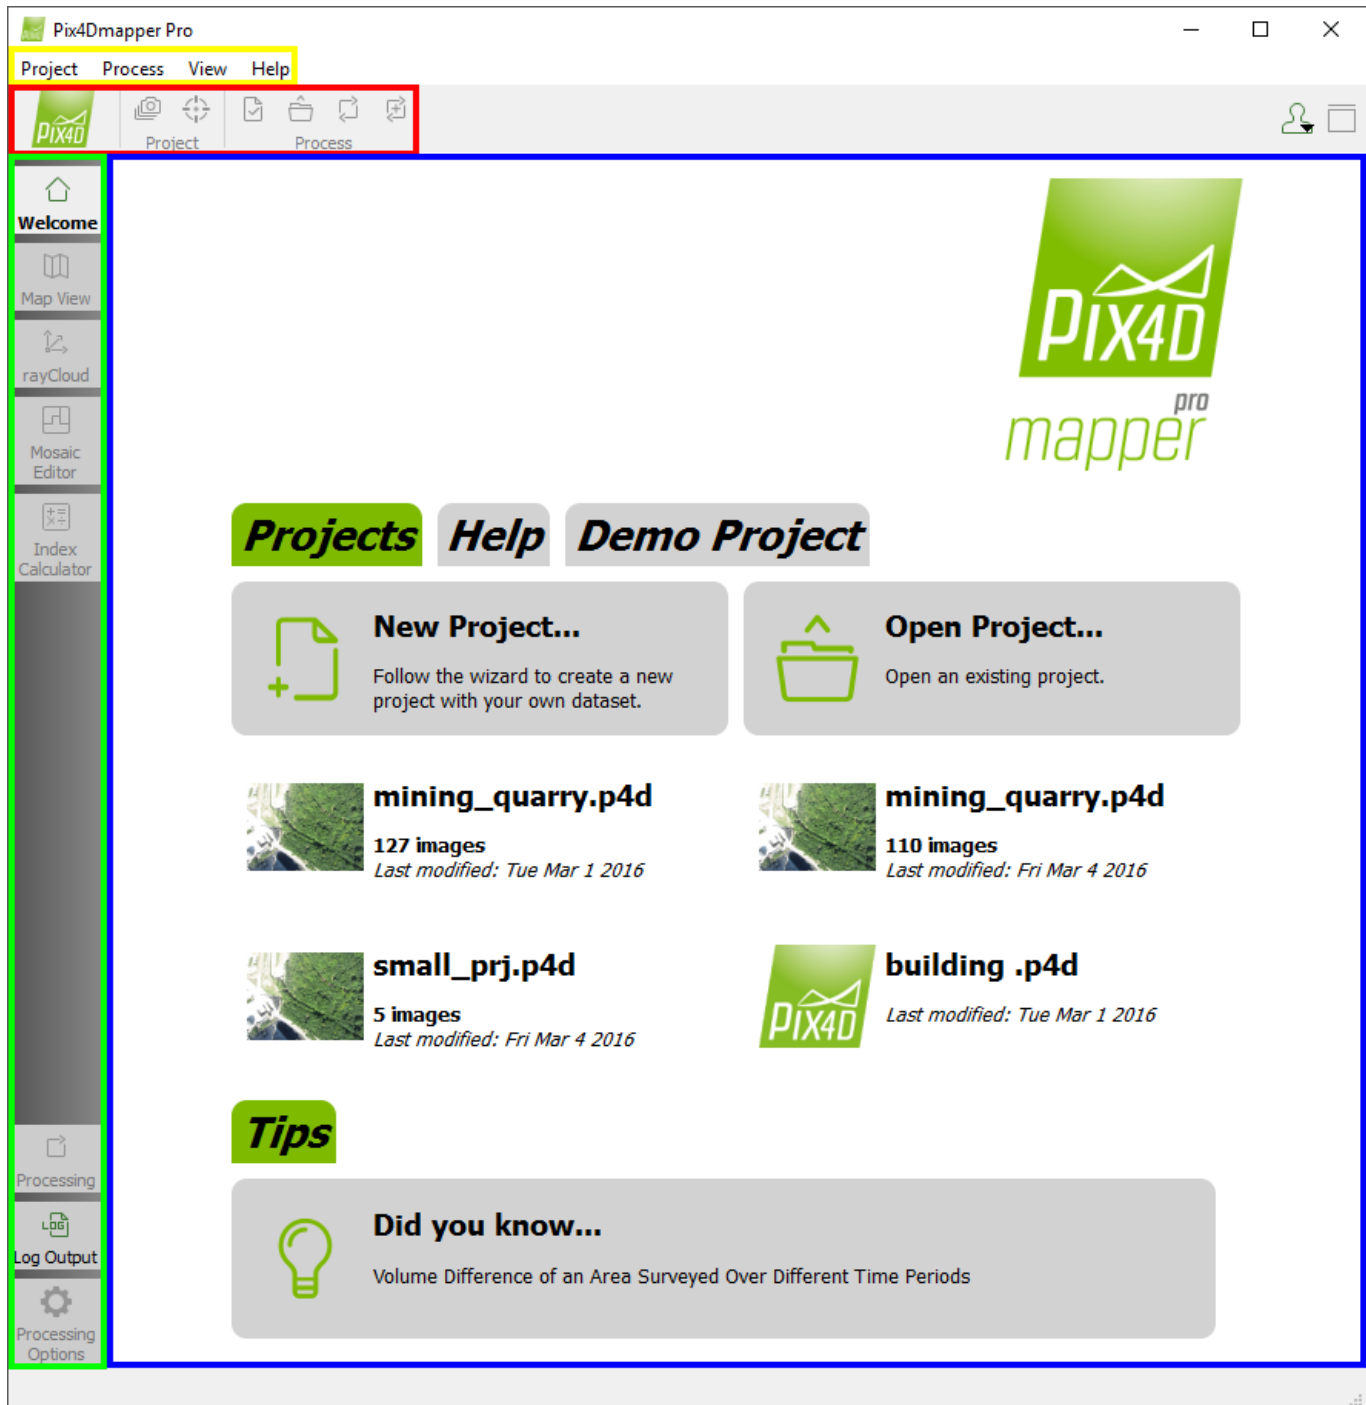 Pix4Dmapper Pro
Project Process View Help
PIX4D
Project Process
Welcome
Map View
rayCloud
Mosaic
Editor
Index
Calculator
Processing
LOG
Log Output
Processing
Options
PIX4D
pro
mapper
Projects Help Demo Project
New Project...
Follow the wizard to create a new
project with your own dataset.
Open Project...
Open an existing project.
mining_quarry.p4d
127 images
Last modified: Tue Mar 1 2016
mining_quarry.p4d
110 images
Last modified: Fri Mar 4 2016
small_prj.p4d
5 images
Last modified: Fri Mar 4 2016
PIX4D
building .p4d
Last modified: Tue Mar 1 2016
Tips
Did you know...
Volume Difference of an Area Surveyed Over Different Time Periods